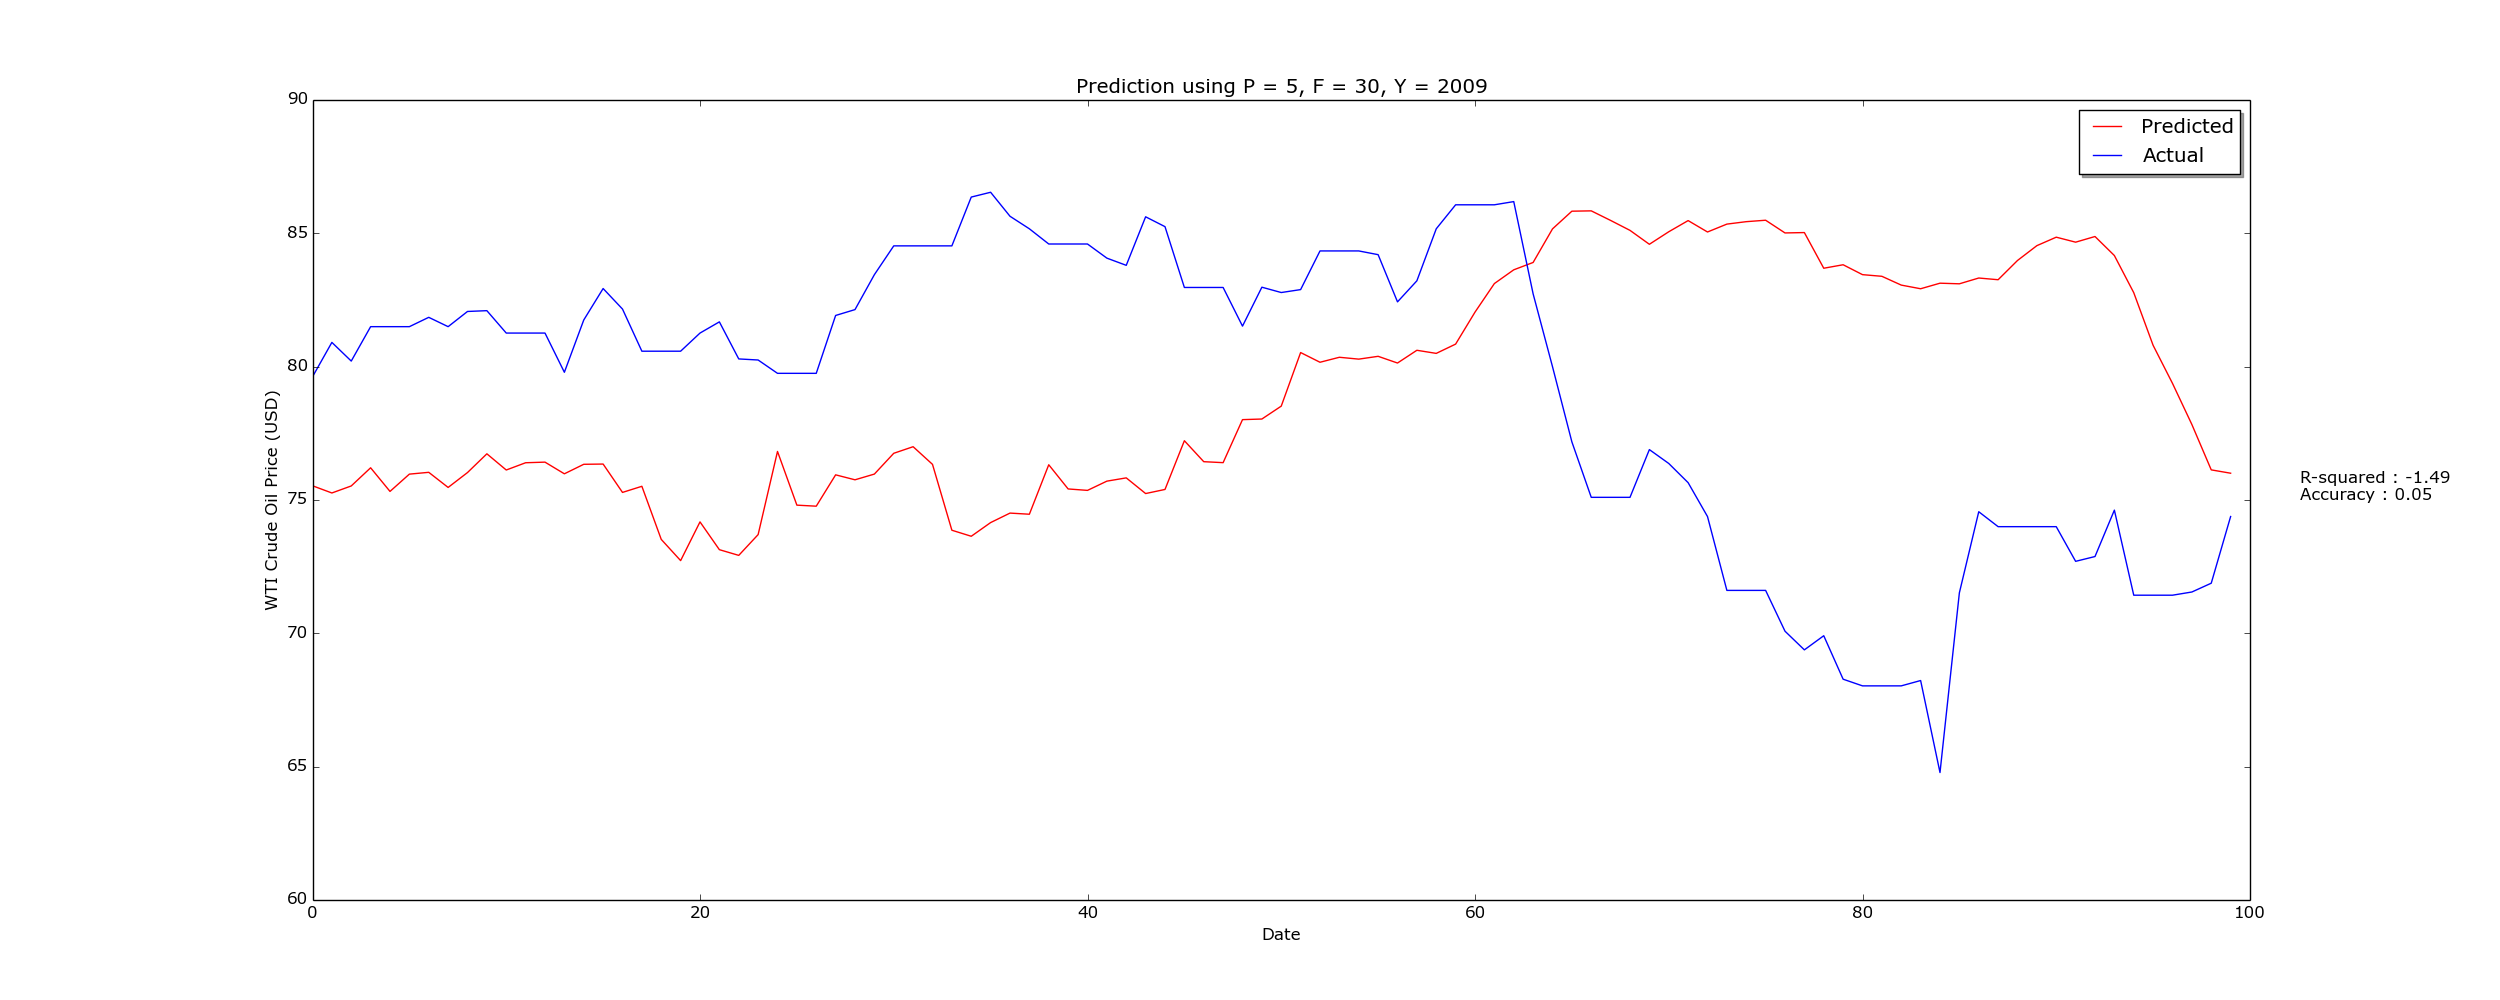 Prediction using P = 5, F = 30, Y = 2009
Predicted
Actual
90
85
80
75
70
65
60
WTI Crude Oil Price (USD)
R-squared : -1.49
Accuracy : 0.05
0 20 40 60 80 100
Date